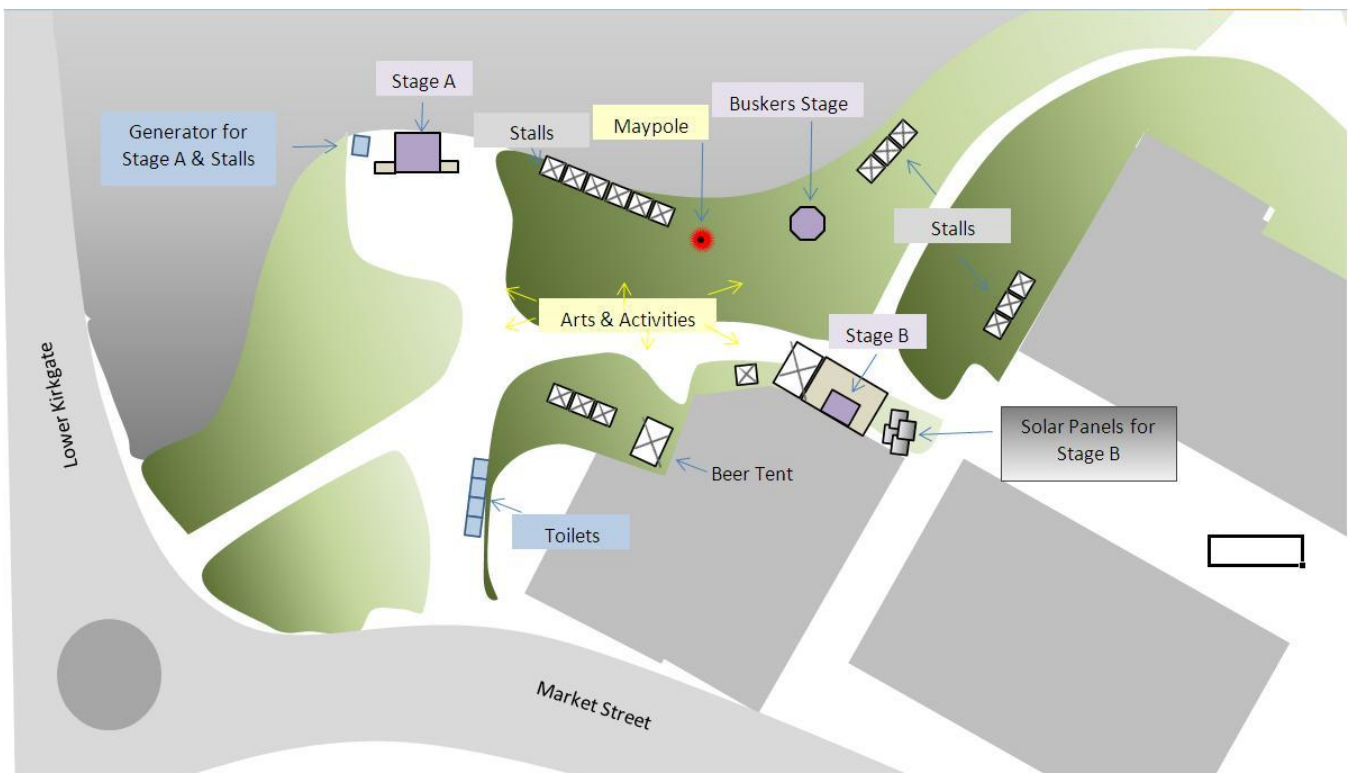 Stage A
Buskers Stage
Generator for
Stage A & Stalls
Stalls
Maypole
Stalls
Arts & Activities
Stage B
Lower Kirkgate
Solar Panels for
Stage B
Beer Tent
Toilets
Market Street